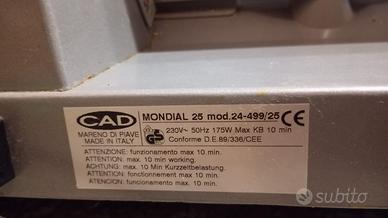 CAD
MARENO DI PIAVE
MADE IN ITALY
MONDIAL 25 mod.24-499/25 CE
GS
230V~ 50Hz 175W Max KB 10 min
Conforme D.E.89/336/CEE
ATTENZIONE: funzionamento max 10 min.
ATTENTION: max. 10 min working.
ACHTUNG: max. 10 Min Kurzzeitbelastung.
ATTENTION: fonctionnement max 10 min.
ATENCION: funcionamento max 10 min.
subito